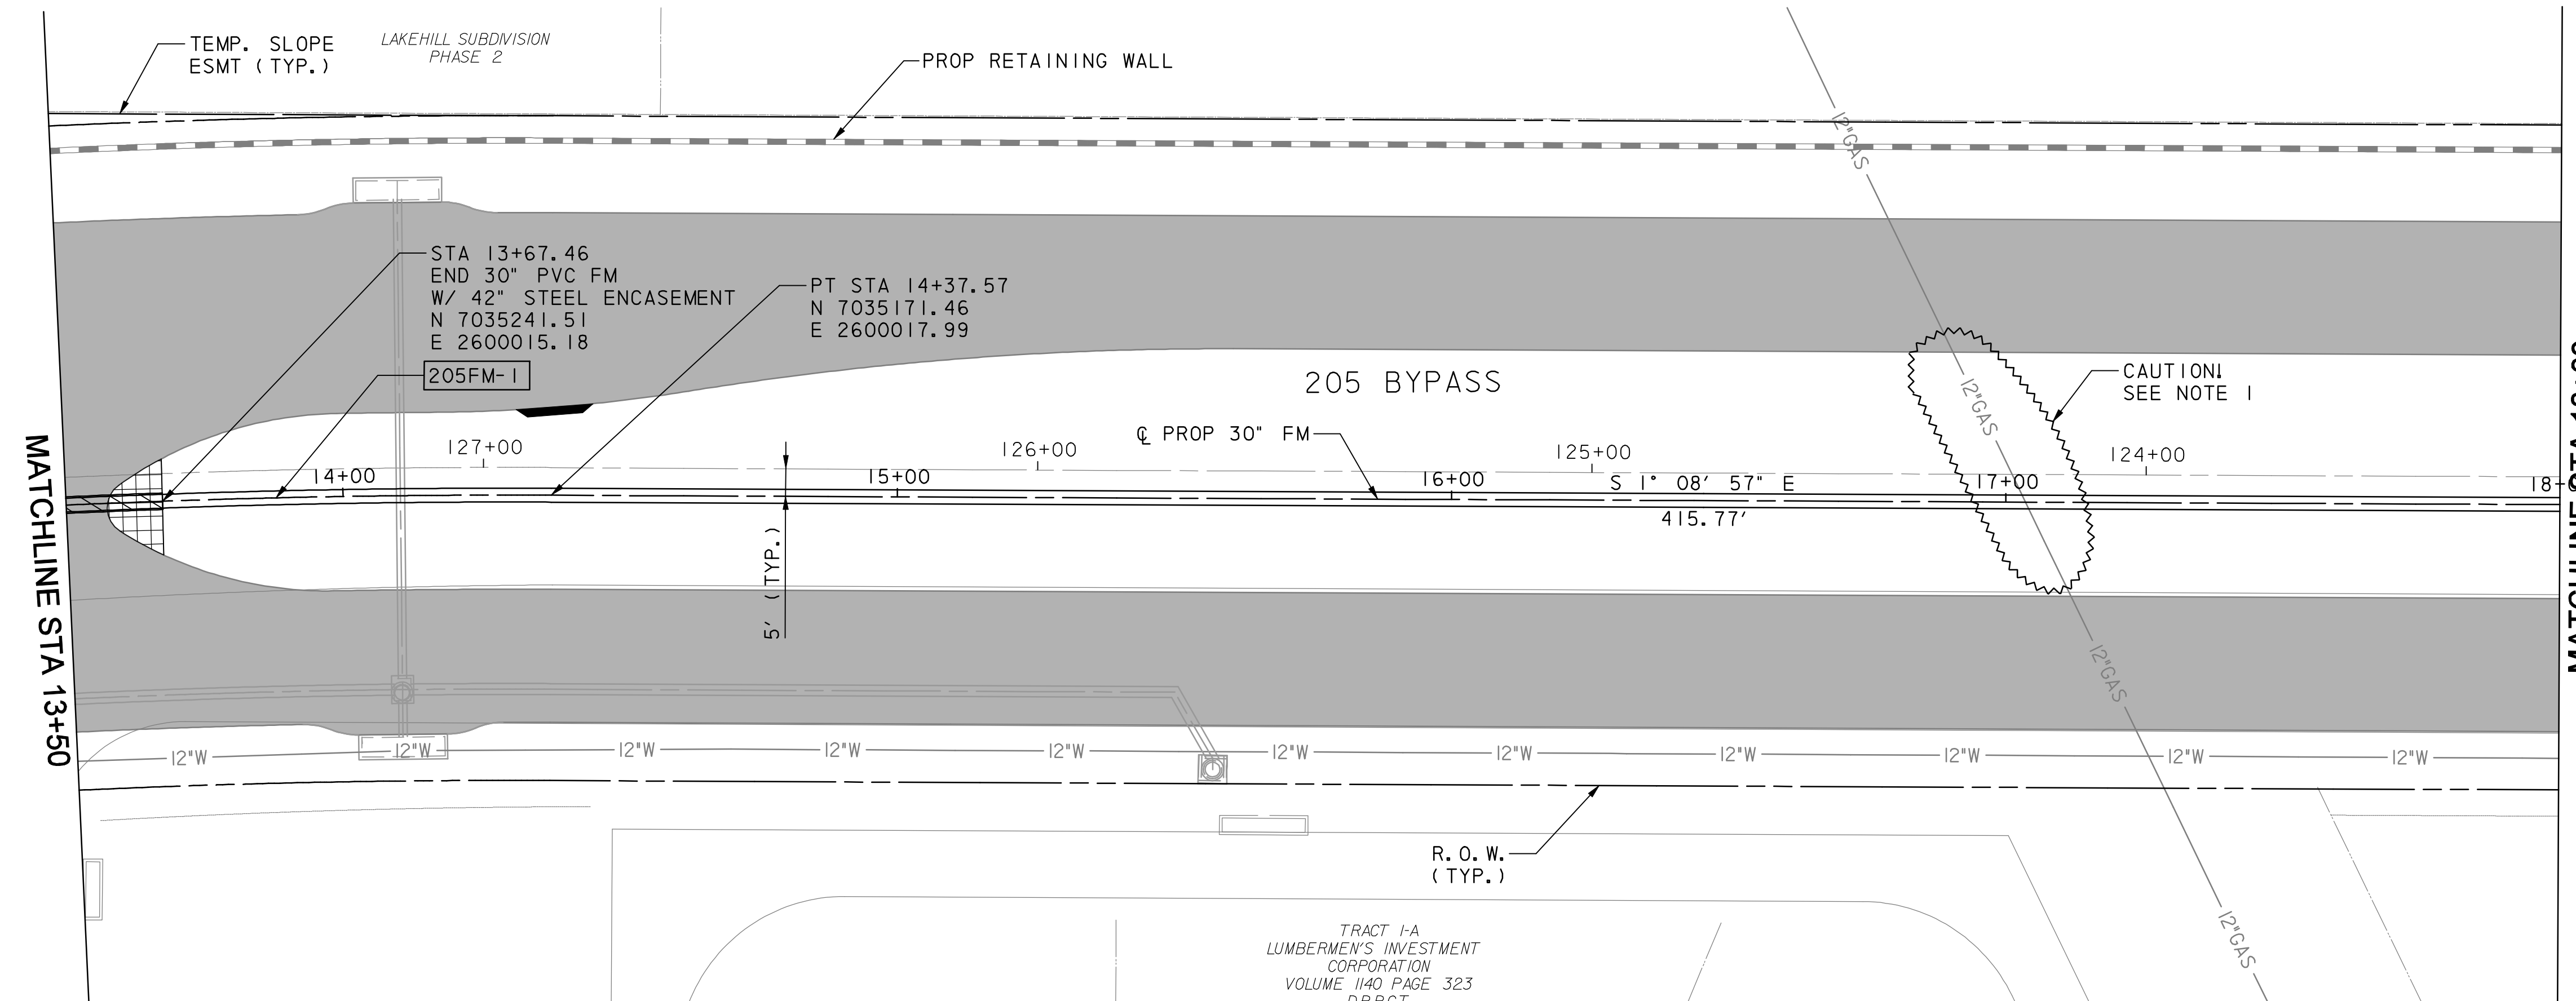 TEMP. SLOPE
ESMT (TYP.)
LAKEHILL SUBDIVISION
PHASE 2
PROP RETAINING WALL
12"GAS
STA 13+67.46
END 30" PVC FM
W/ 42" STEEL ENCASEMENT
N 7035241.51
E 2600015.18
205FM-1
PT STA 14+37.57
N 7035171.46
E 2600017.99
205 BYPASS
12"GAS
CAUTION!
SEE NOTE 1
℄ PROP 30" FM
127+00
126+00
125+00
124+00
14+00
15+00
16+00
S 1° 08' 57" E
17+00
415.77'
5' (TYP.)
MATCHLINE STA 13+50
12"GAS
12"W
12"W
12"W
12"W
12"W
12"W
12"W
12"W
12"W
12"W
12"W
R.O.W.
(TYP.)
12"GAS
TRACT 1-A
LUMBERMEN'S INVESTMENT
CORPORATION
VOLUME 1140 PAGE 323